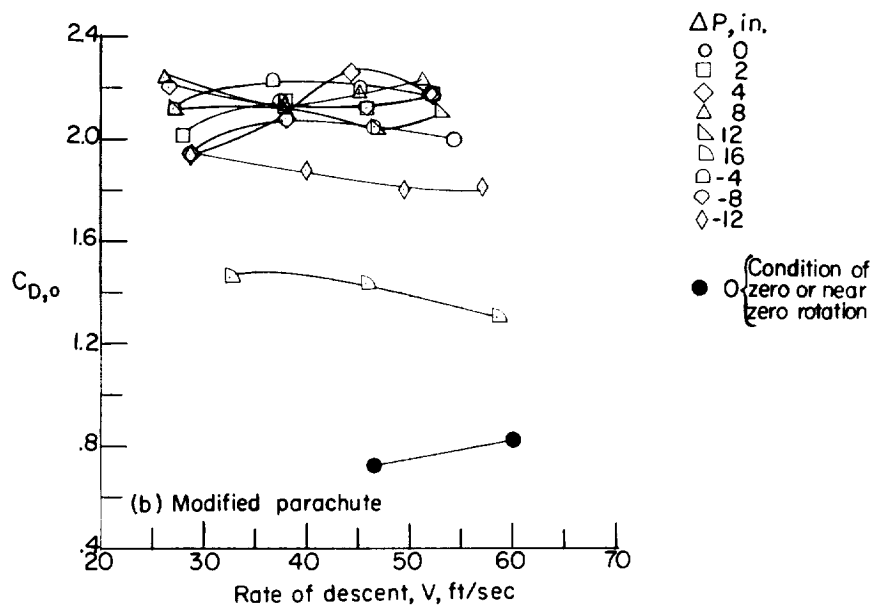 2.4
2.0
1.6
C_D,o
1.2
.8
.4
(b) Modified parachute
20 30 40 50 60 70
Rate of descent, V, ft/sec
ΔP, in.
0
2
4
8
12
16
-4
-8
-12
0 { Condition of
zero or near
zero rotation